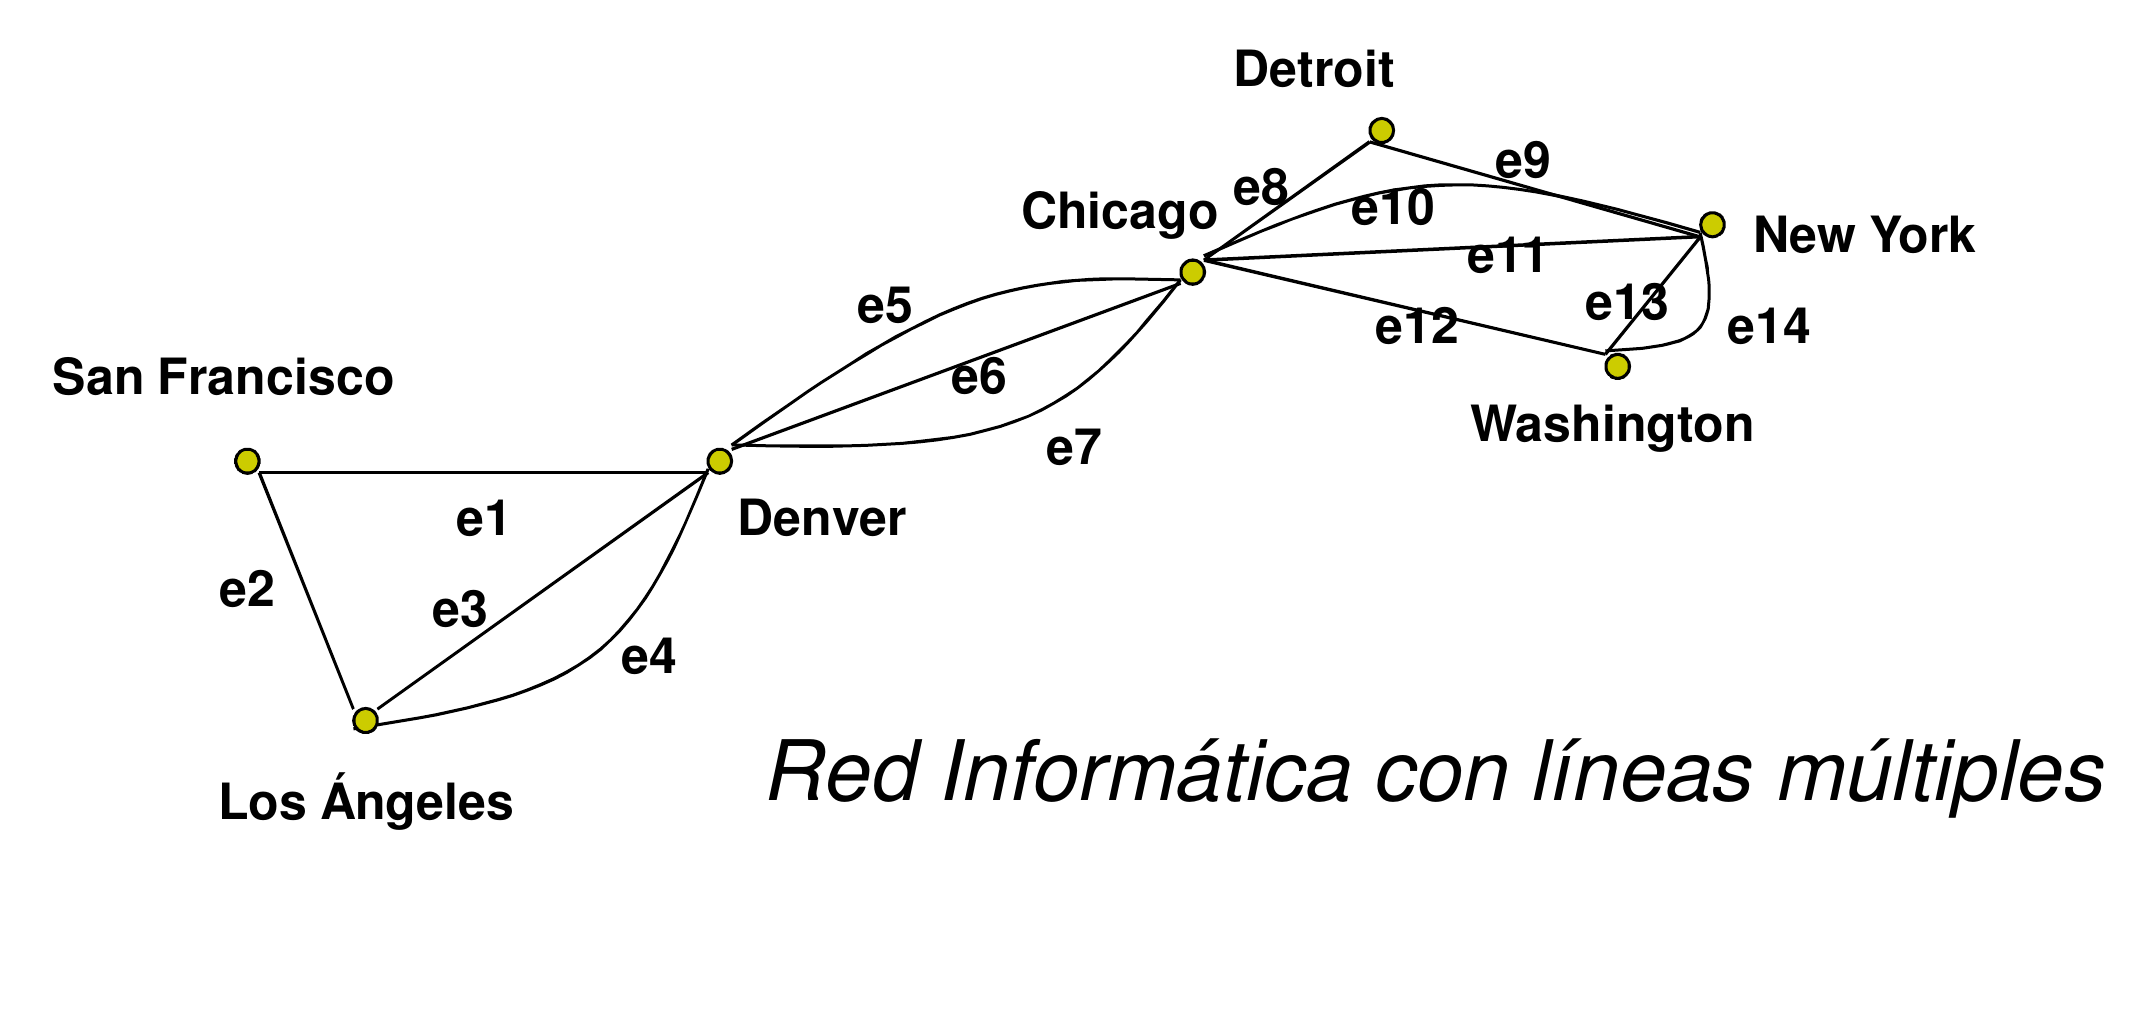 Detroit
e9
e8
Chicago
e10
New York
e11
e5
e13
e12
e14
e6
San Francisco
Washington
e7
e1
Denver
e2
e3
e4
Red Informática con líneas múltiples
Los Ángeles